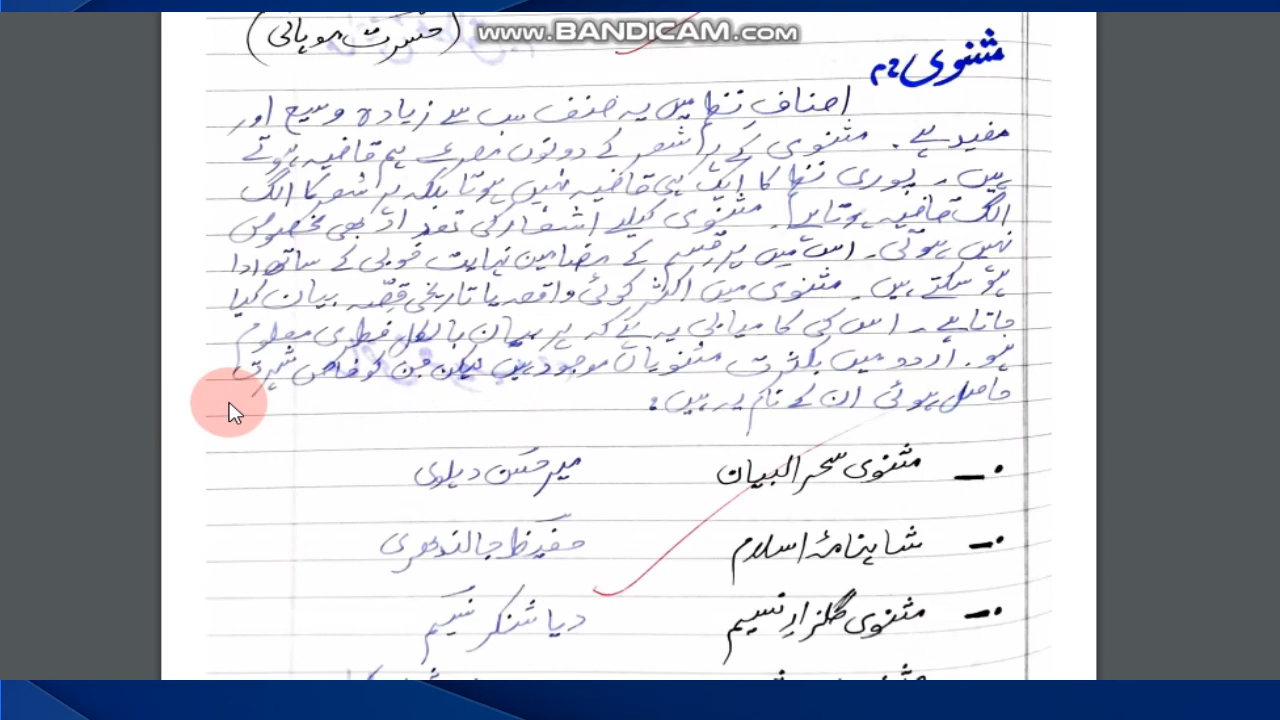 (حسرت موہانی)
www.BANDICAM.com
مثنوی:
اصنافِ نظم میں یہ صنف سب سے زیادہ وسیع اور
مفید ہے۔ مثنوی کے ہر شعر کے دونوں مصرعے ہم قافیہ ہوتے
ہیں۔ پوری نظم کا ایک ہی قافیہ نہیں ہوتا بلکہ ہر شعر کا الگ
الگ قافیہ ہوتا ہے۔ مثنوی کیلئے اشعار کی تعداد بھی مخصوص
نہیں ہوتی۔ اس میں ہر قسم کے مضامین نہایت خوبی کے ساتھ ادا
ہو سکتے ہیں۔ مثنوی میں اکثر کوئی واقعہ یا تاریخی قصّہ بیان کیا
جاتا ہے۔ اس کی کامیابی یہ ہے کہ ہر بیان بالکل فطری معلوم
ہو۔ اردو میں بکثرت مثنویاں موجود ہیں لیکن جن کو خاص شہرت
حاصل ہوئی ان کے نام یہ ہیں:
مثنوی سحر البیان میر حسن دہلوی
شاہنامۂ اسلام حفیظ جالندھری
مثنوی گلزارِ نسیم دیا شنکر نسیم